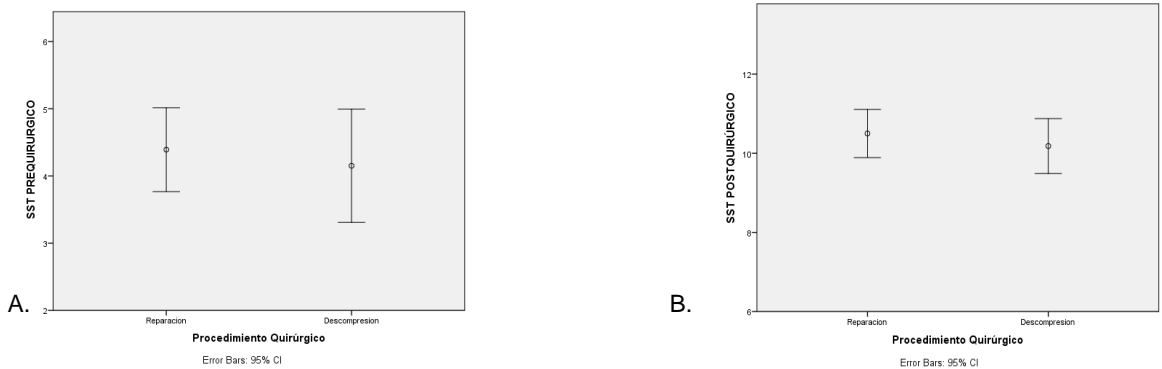 A.
SST PREQUIRURGICO
6
5
4
3
2
Reparacion Descompresion
Procedimiento Quirúrgico
Error Bars: 95% CI
B.
SST POSTQUIRÚRGICO
12
10
8
6
Reparacion Descompresion
Procedimiento Quirúrgico
Error Bars: 95% CI